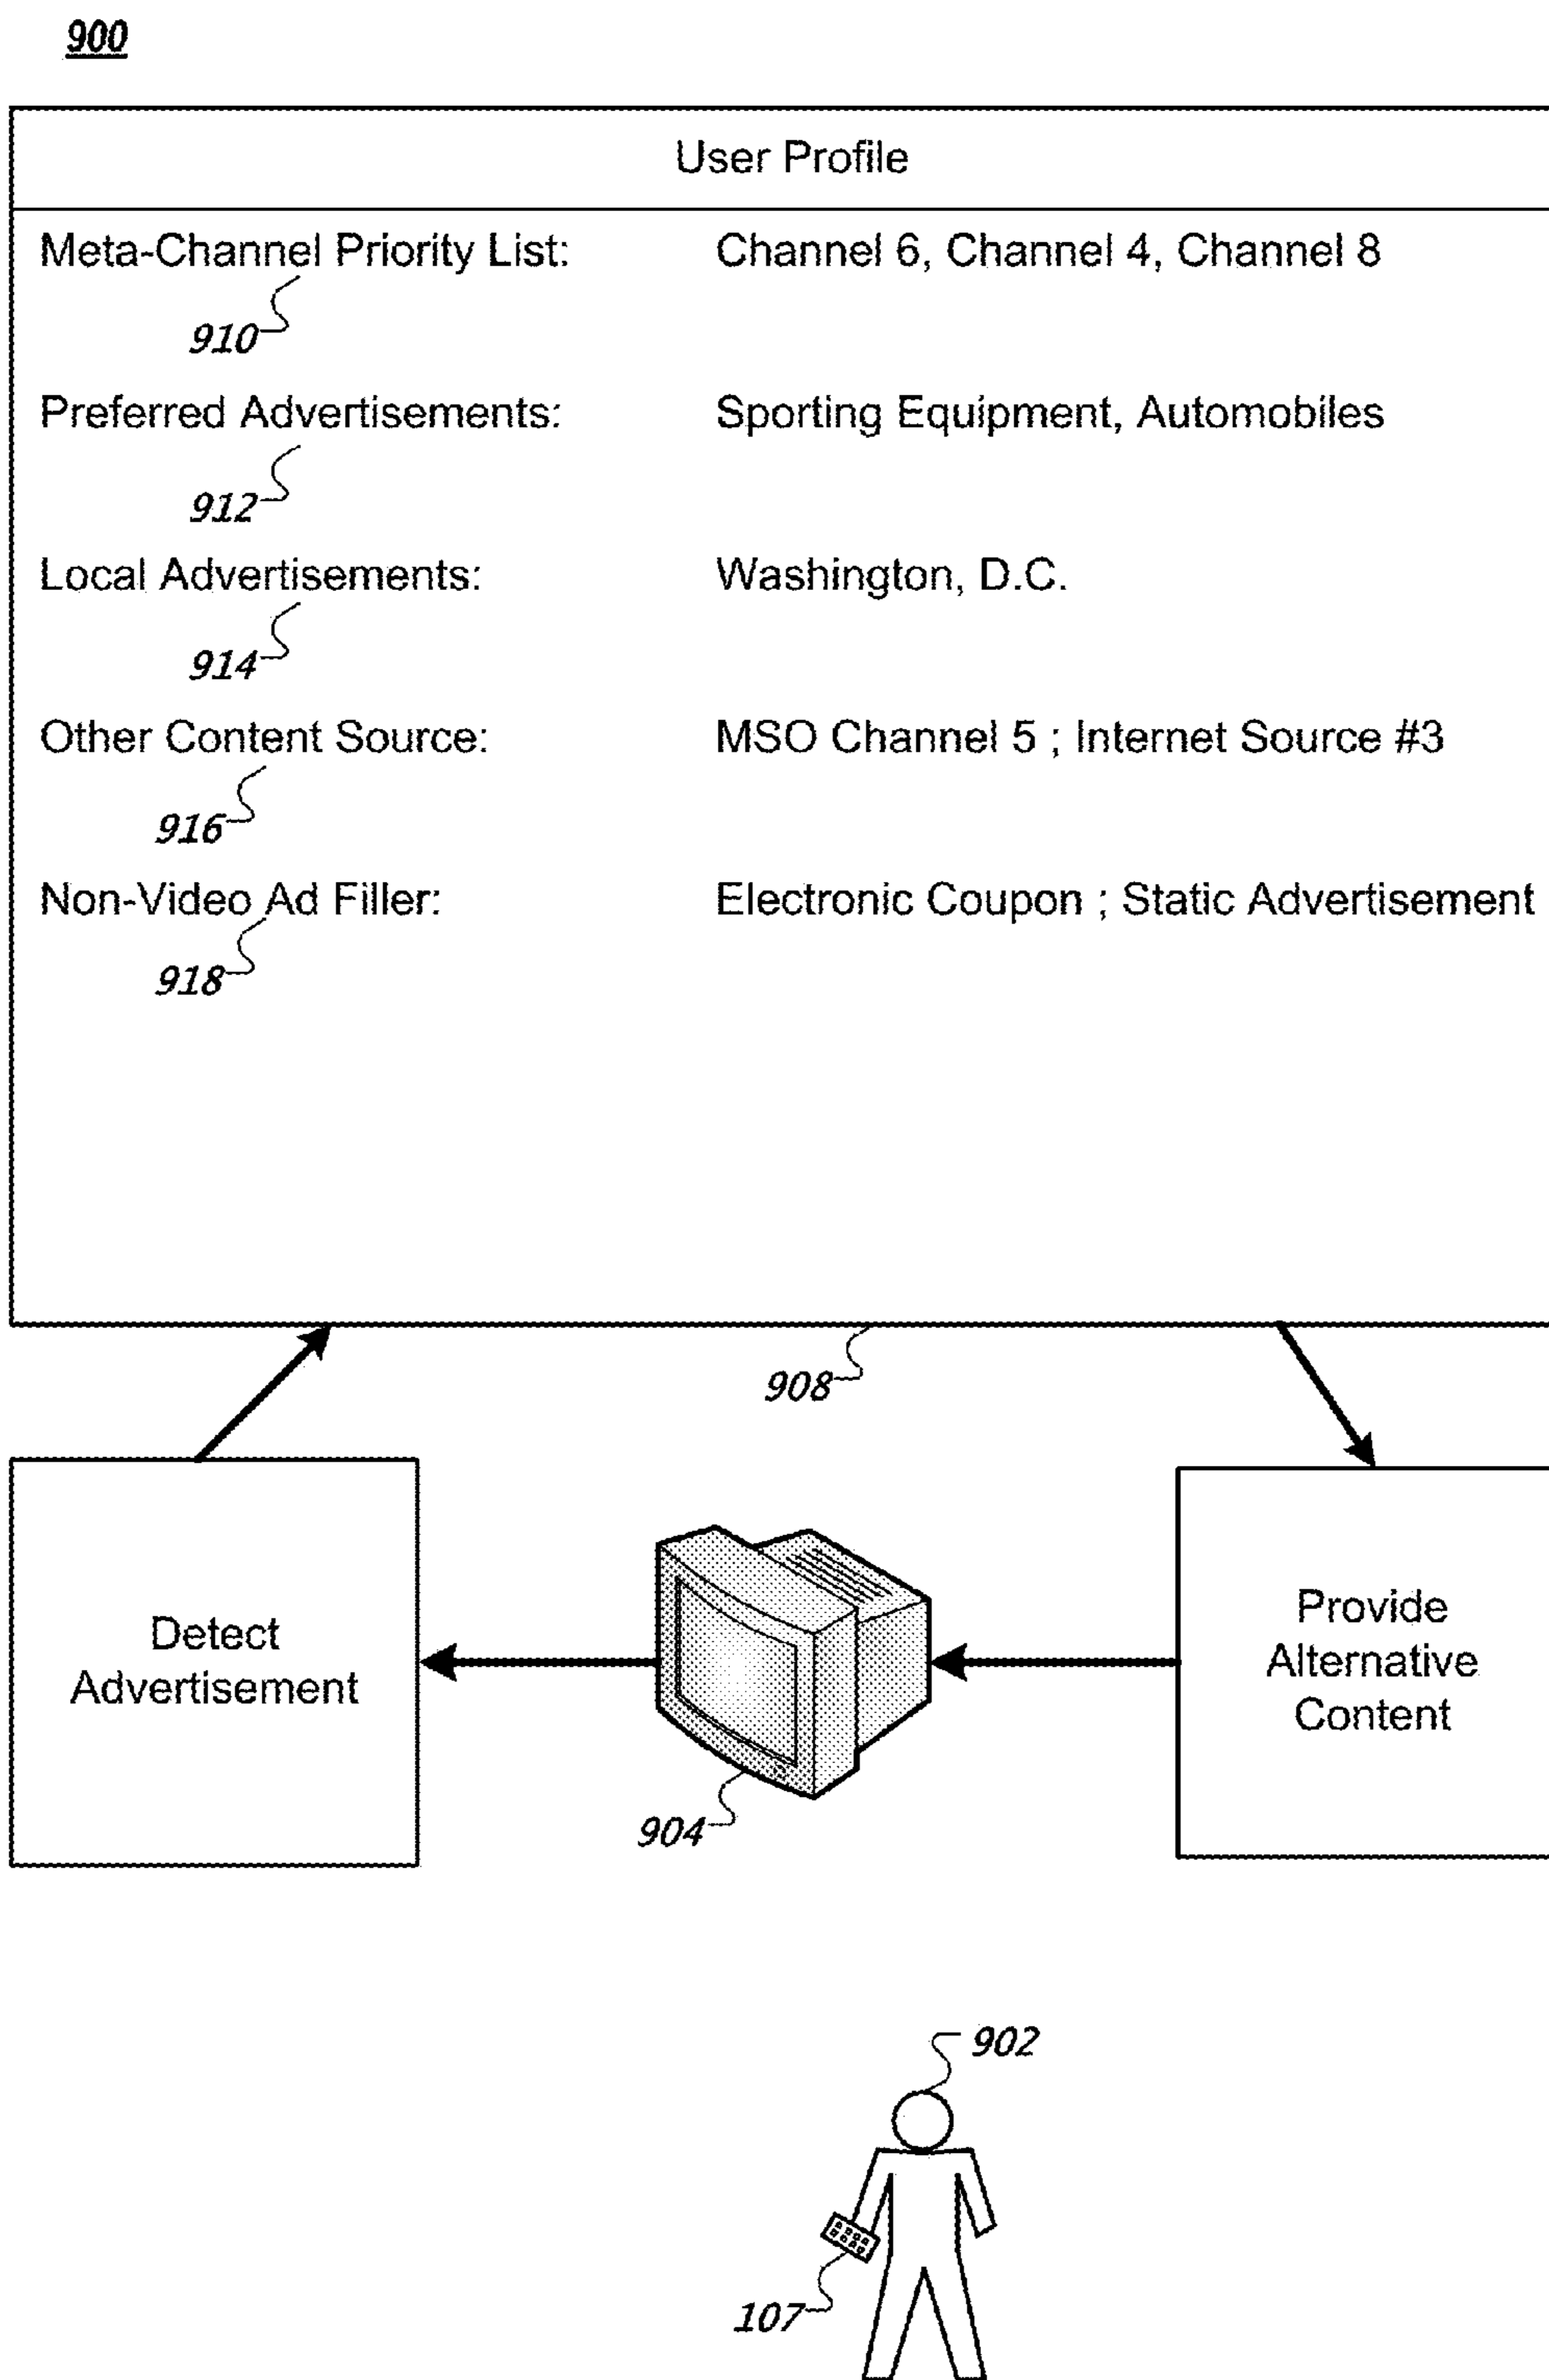 900
User Profile
Meta-Channel Priority List: Channel 6, Channel 4, Channel 8
910
Preferred Advertisements: Sporting Equipment, Automobiles
912
Local Advertisements: Washington, D.C.
914
Other Content Source: MSO Channel 5 ; Internet Source #3
916
Non-Video Ad Filler: Electronic Coupon ; Static Advertisement
918
908
Detect
Advertisement
Provide
Alternative
Content
904
902
107